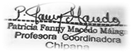 Patricia Fanny Macedo Málaga
Profesora Coordinadora
Chipana